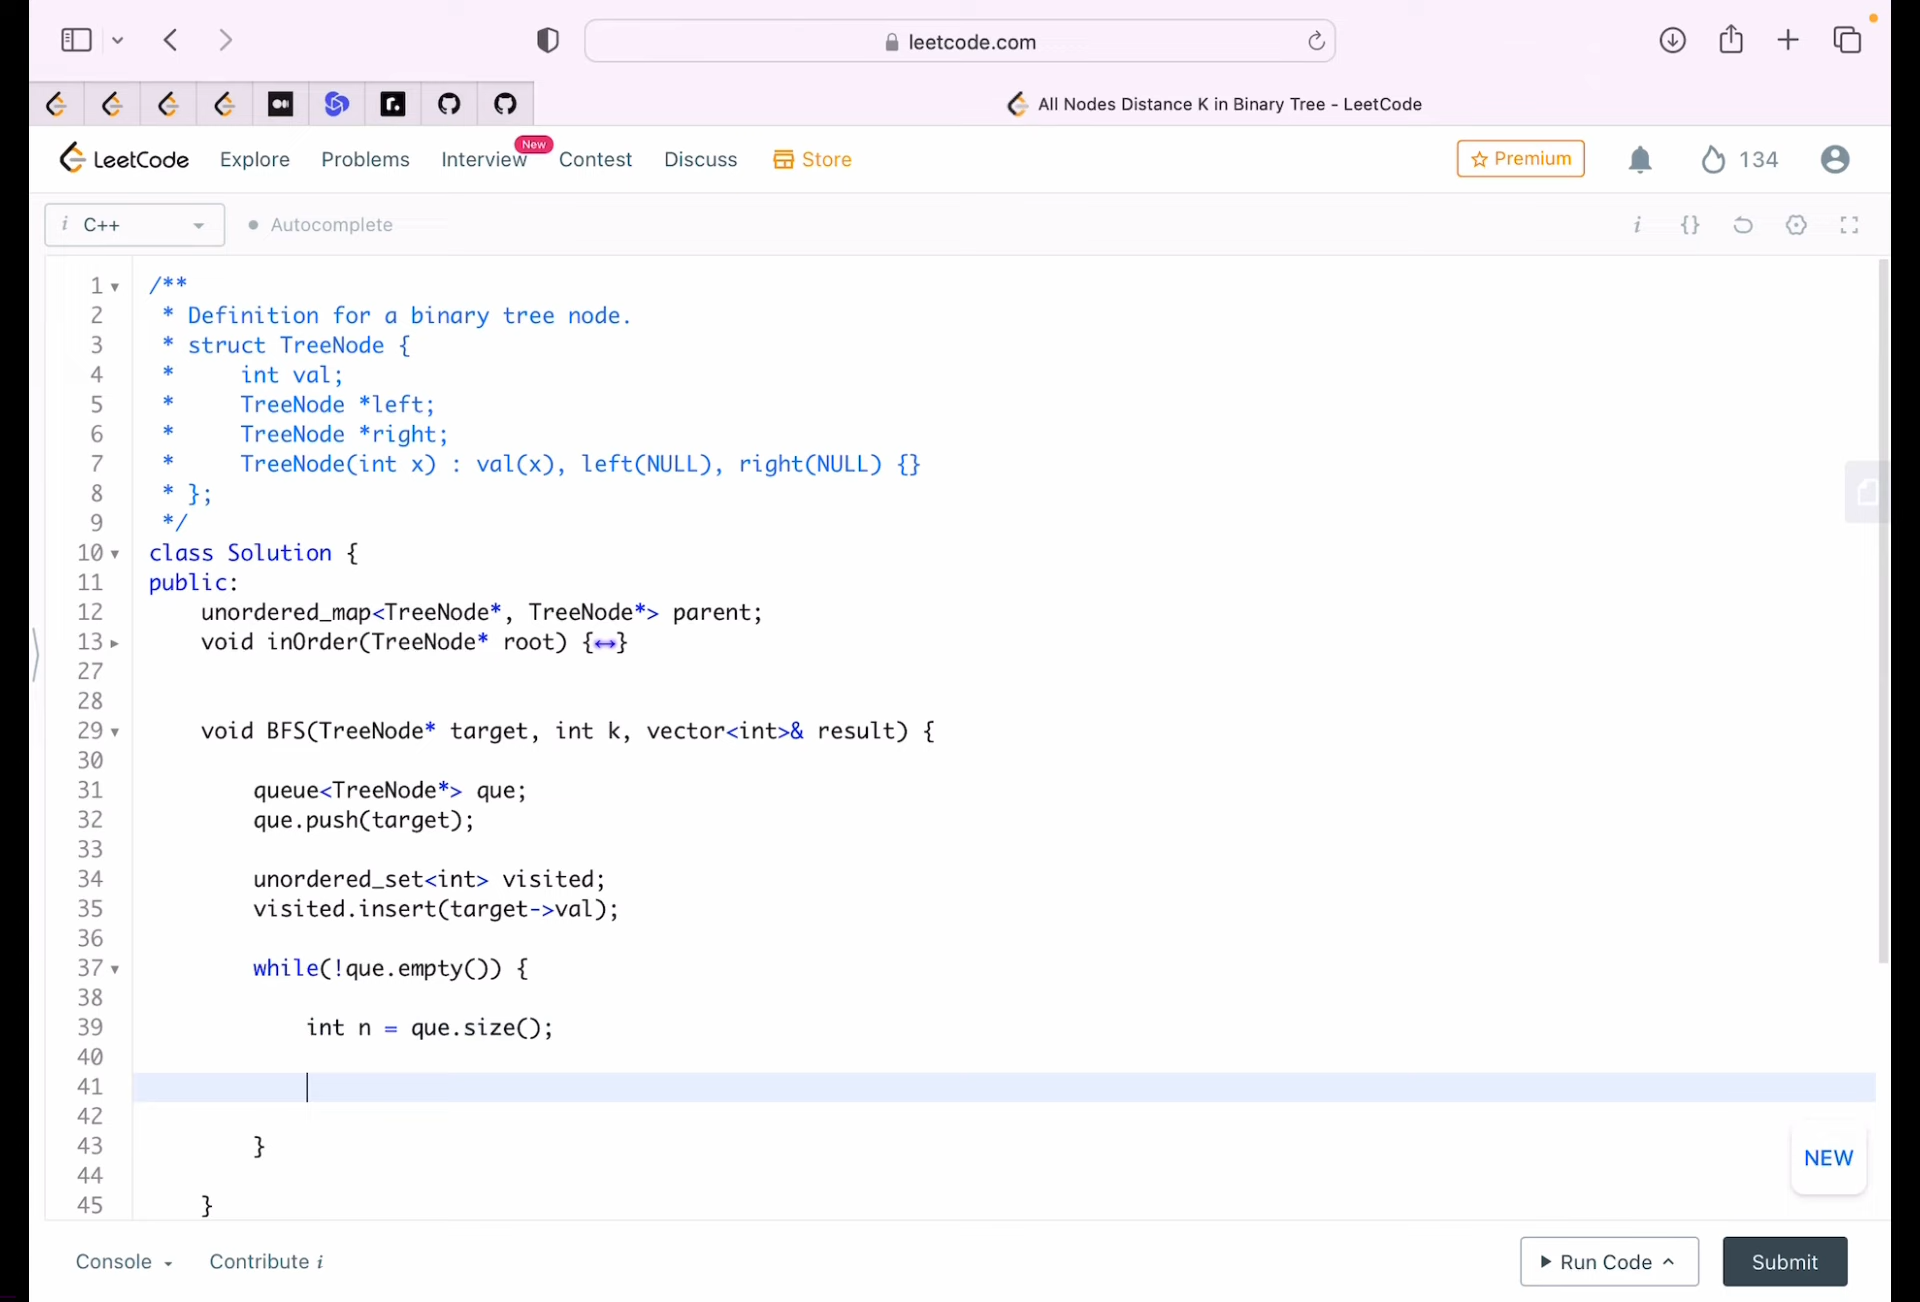 leetcode.com
All Nodes Distance K in Binary Tree - LeetCode
LeetCode Explore Problems Interview New Contest Discuss Store Premium 134
i C++ Autocomplete i {}
1 /**
2 * Definition for a binary tree node.
3 * struct TreeNode {
4 *     int val;
5 *     TreeNode *left;
6 *     TreeNode *right;
7 *     TreeNode(int x) : val(x), left(NULL), right(NULL) {}
8 * };
9 */
10 class Solution {
11 public:
12     unordered_map<TreeNode*, TreeNode*> parent;
13     void inOrder(TreeNode* root) {↔}
27
28
29     void BFS(TreeNode* target, int k, vector<int>& result) {
30
31         queue<TreeNode*> que;
32         que.push(target);
33
34         unordered_set<int> visited;
35         visited.insert(target->val);
36
37         while(!que.empty()) {
38
39             int n = que.size();
40
41
42
43         }
44
45     }
NEW
Console Contribute i Run Code Submit